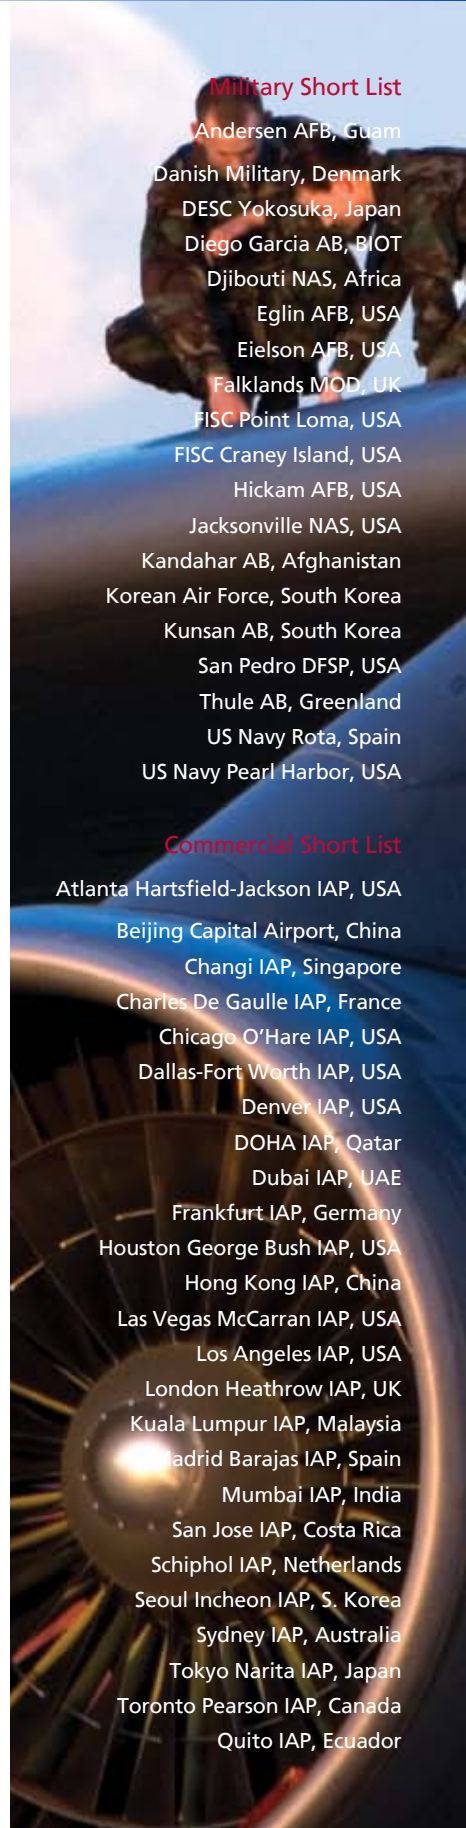 Military Short List
Andersen AFB, Guam
Danish Military, Denmark
DESC Yokosuka, Japan
Diego Garcia AB, BIOT
Djibouti NAS, Africa
Eglin AFB, USA
Eielson AFB, USA
Falklands MOD, UK
FISC Point Loma, USA
FISC Craney Island, USA
Hickam AFB, USA
Jacksonville NAS, USA
Kandahar AB, Afghanistan
Korean Air Force, South Korea
Kunsan AB, South Korea
San Pedro DFSP, USA
Thule AB, Greenland
US Navy Rota, Spain
US Navy Pearl Harbor, USA
Commercial Short List
Atlanta Hartsfield-Jackson IAP, USA
Beijing Capital Airport, China
Changi IAP, Singapore
Charles De Gaulle IAP, France
Chicago O’Hare IAP, USA
Dallas-Fort Worth IAP, USA
Denver IAP, USA
DOHA IAP, Qatar
Dubai IAP, UAE
Frankfurt IAP, Germany
Houston George Bush IAP, USA
Hong Kong IAP, China
Las Vegas McCarran IAP, USA
Los Angeles IAP, USA
London Heathrow IAP, UK
Kuala Lumpur IAP, Malaysia
Madrid Barajas IAP, Spain
Mumbai IAP, India
San Jose IAP, Costa Rica
Schiphol IAP, Netherlands
Seoul Incheon IAP, S. Korea
Sydney IAP, Australia
Tokyo Narita IAP, Japan
Toronto Pearson IAP, Canada
Quito IAP, Ecuador